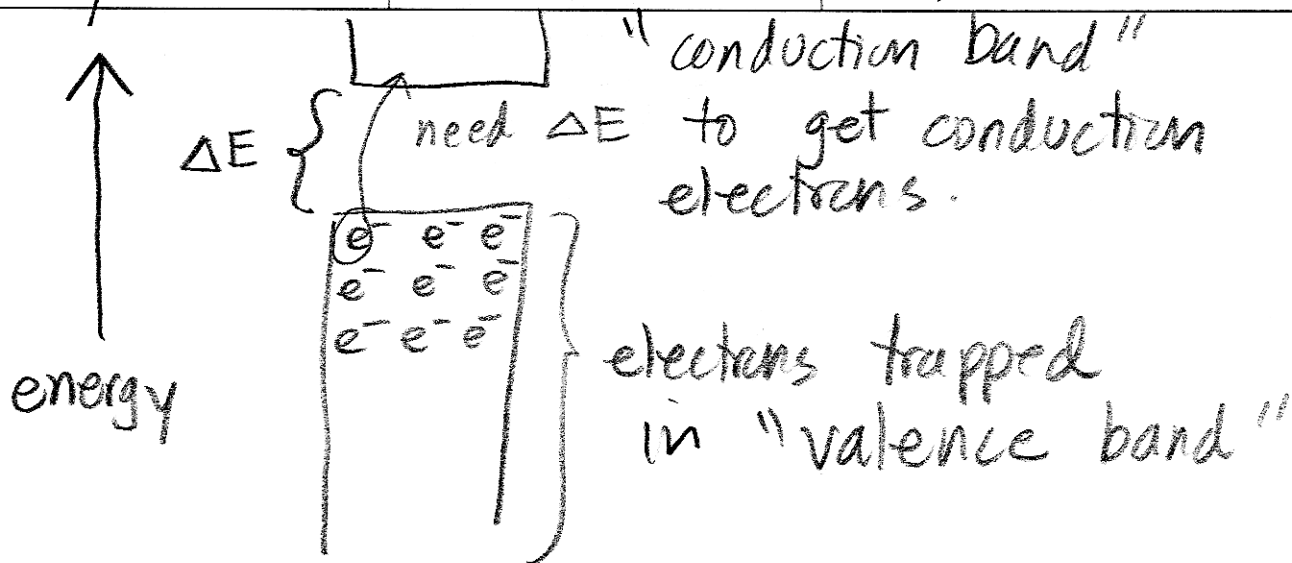 "conduction band"
ΔE { need ΔE to get conduction
electrons.
e⁻ e⁻ e⁻
e⁻ e⁻ e⁻
e⁻ e⁻ e⁻
electrons trapped
energy
in "valence band"